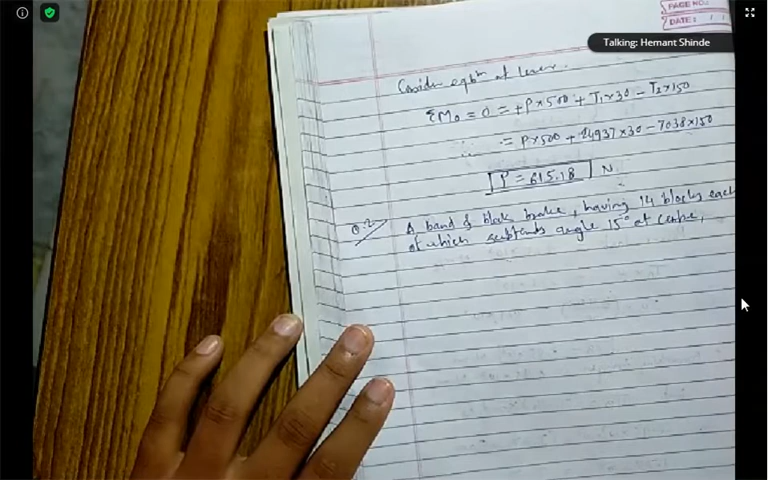 PAGE NO.:
DATE: / /
Talking: Hemant Shinde
Consider eqbm at lever.
ΣM₀ = 0 = +P×500 + T₁×30 - T₂×150
∴ = P×500 + 24937×30 - 7038×150
P = 615.18 N
Q.2 A band & block brake, having 14 blocks each
of which subtends angle 15° at centre,